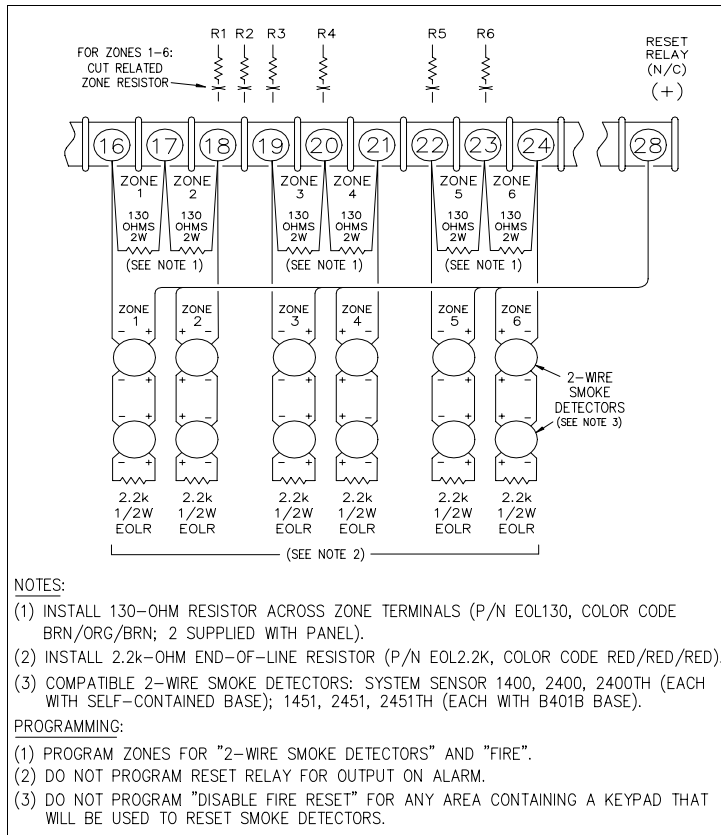 R1 R2 R3 R4 R5 R6
FOR ZONES 1-6:
CUT RELATED
ZONE RESISTOR
RESET
RELAY
(N/C)
(+)
16 17 18 19 20 21 22 23 24 28
ZONE ZONE ZONE ZONE ZONE ZONE
1 2 3 4 5 6
130 130 130 130 130 130
OHMS OHMS OHMS OHMS OHMS OHMS
2W 2W 2W 2W 2W 2W
(SEE NOTE 1) (SEE NOTE 1) (SEE NOTE 1)
ZONE ZONE ZONE ZONE ZONE ZONE
1 2 3 4 5 6
- + + - - + + - - + + -
- + + - - + + - - + + -
2-WIRE
SMOKE
DETECTORS
(SEE NOTE 3)
- + + - - + + - - + + -
- + + - - + + - - + + -
2.2k 2.2k 2.2k 2.2k 2.2k 2.2k
1/2W 1/2W 1/2W 1/2W 1/2W 1/2W
EOLR EOLR EOLR EOLR EOLR EOLR
(SEE NOTE 2)
NOTES:
(1) INSTALL 130-OHM RESISTOR ACROSS ZONE TERMINALS (P/N EOL130, COLOR CODE
BRN/ORG/BRN; 2 SUPPLIED WITH PANEL).
(2) INSTALL 2.2k-OHM END-OF-LINE RESISTOR (P/N EOL2.2K, COLOR CODE RED/RED/RED).
(3) COMPATIBLE 2-WIRE SMOKE DETECTORS: SYSTEM SENSOR 1400, 2400, 2400TH (EACH
WITH SELF-CONTAINED BASE); 1451, 2451, 2451TH (EACH WITH B401B BASE).
PROGRAMMING:
(1) PROGRAM ZONES FOR "2-WIRE SMOKE DETECTORS" AND "FIRE".
(2) DO NOT PROGRAM RESET RELAY FOR OUTPUT ON ALARM.
(3) DO NOT PROGRAM "DISABLE FIRE RESET" FOR ANY AREA CONTAINING A KEYPAD THAT
WILL BE USED TO RESET SMOKE DETECTORS.